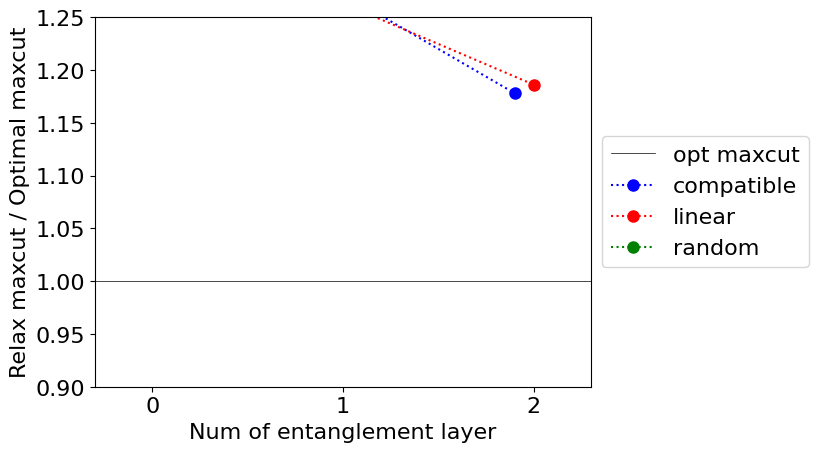 Relax maxcut / Optimal maxcut
1.25
1.20
1.15
1.10
1.05
1.00
0.95
0.90
0 1 2
Num of entanglement layer
opt maxcut
compatible
linear
random